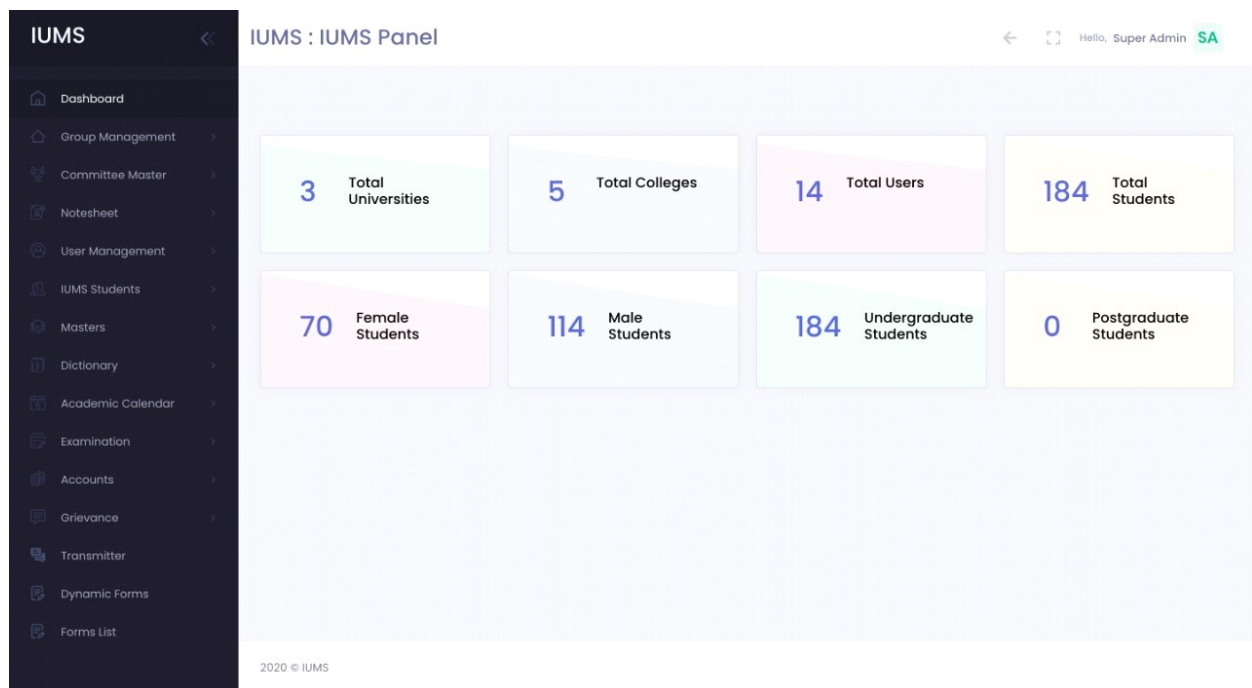 IUMS
IUMS : IUMS Panel
Hello, Super Admin SA
Dashboard
Group Management
Committee Master
Notesheet
User Management
IUMS Students
Masters
Dictionary
Academic Calendar
Examination
Accounts
Grievance
Transmitter
Dynamic Forms
Forms List
3 Total
Universities
5 Total Colleges
14 Total Users
184 Total
Students
70 Female
Students
114 Male
Students
184 Undergraduate
Students
0 Postgraduate
Students
2020 © IUMS